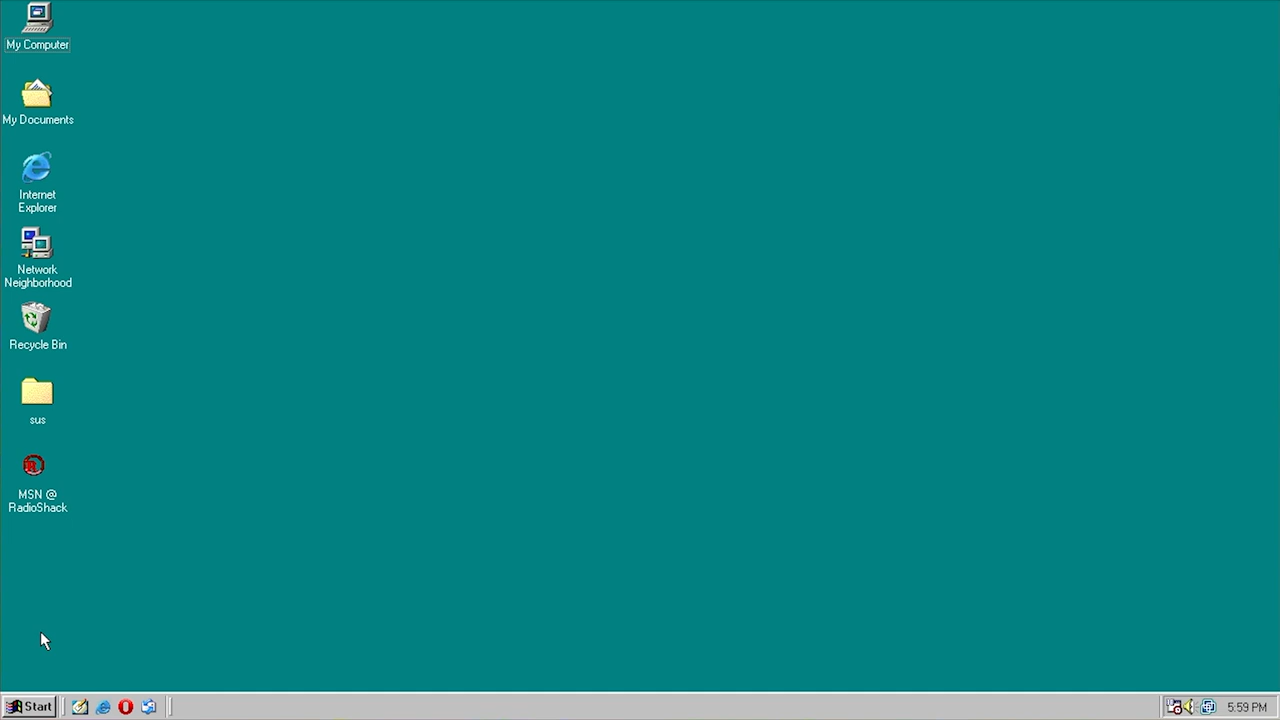 My Computer
My Documents
Internet
Explorer
Network
Neighborhood
Recycle Bin
sus
MSN @
RadioShack
Start
5:59 PM